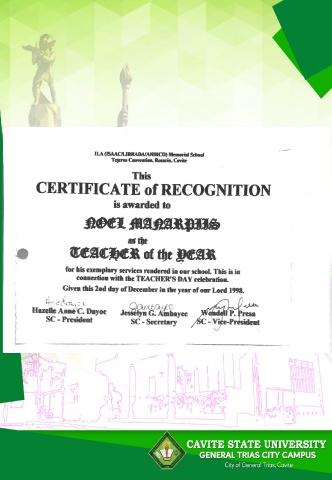 ILA (ISAAC/LIBRADA/ANDICO) Memorial School
Tejeros Convention, Rosario, Cavite
This
CERTIFICATE of RECOGNITION
is awarded to
NOEL MANARPIIS
as the
TEACHER of the YEAR
for his exemplary services rendered in our school. This is in
connection with the TEACHER'S DAY celebration.
Given this 2nd day of December in the year of our Lord 1998.
Hazelle Anne C. Dayoc
SC - President
Jesselyn G. Ambayec
SC - Secretary
Wendell P. Presa
SC - Vice-President
CAVITE STATE UNIVERSITY
GENERAL TRIAS CITY CAMPUS
City of General Trias, Cavite